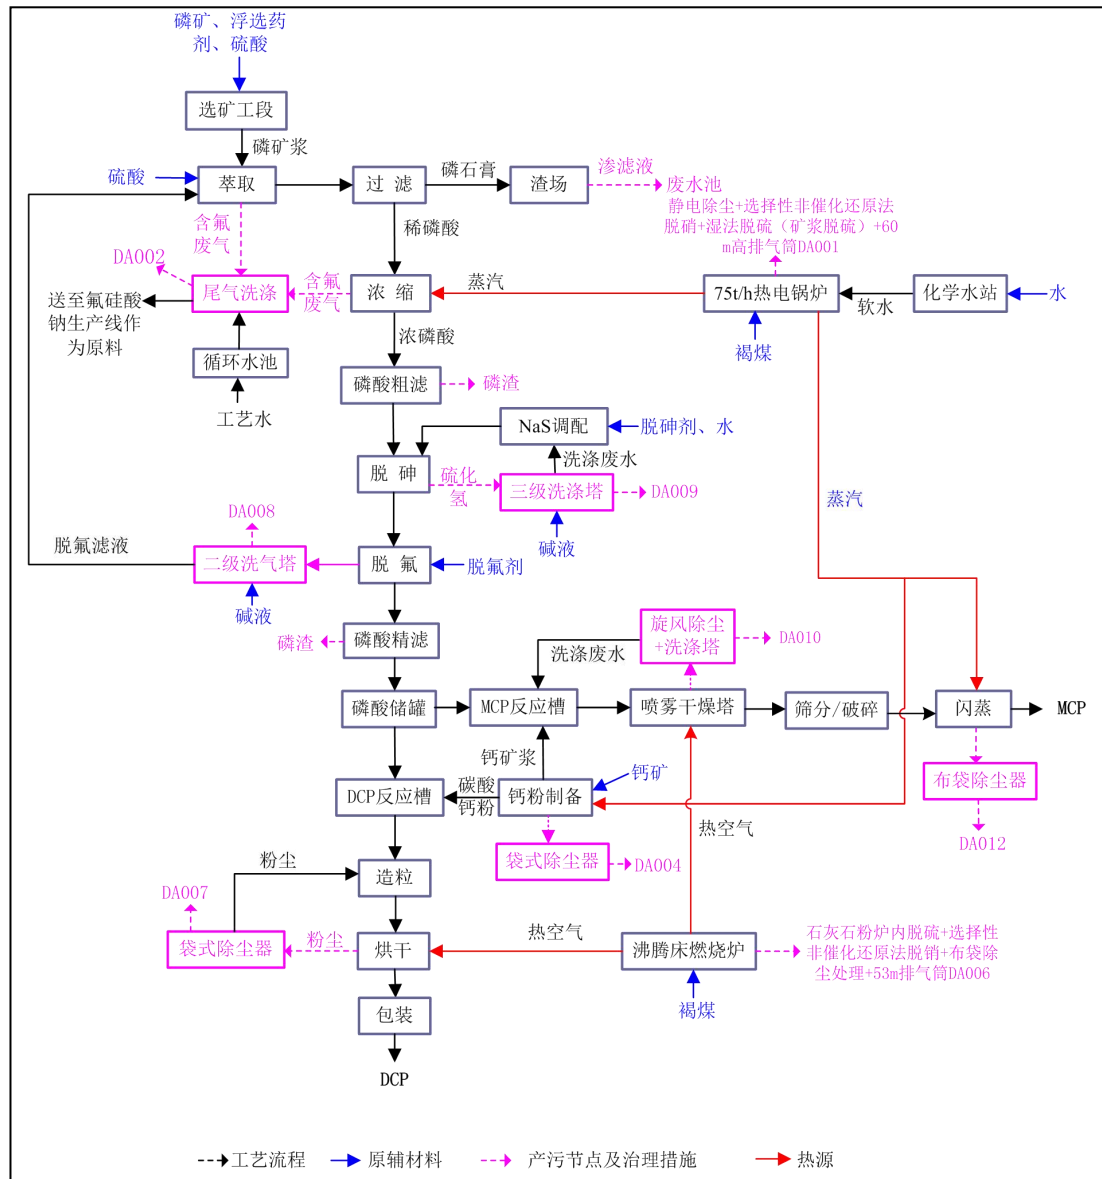 磷矿、浮选药
剂、硫酸
选矿工段
磷矿浆
硫酸
萃取
过滤
磷石膏
渣场
渗滤液
废水池
静电除尘+选择性非催化还原法
脱硝+湿法脱硫（矿浆脱硫）+60
m高排气筒DA001
含氟
废气
稀磷酸
DA002
尾气洗涤
含氟
废气
浓缩
蒸汽
75t/h热电锅炉
软水
化学水站
水
送至氟硅酸
钠生产线作
为原料
循环水池
工艺水
浓磷酸
褐煤
磷酸粗滤
磷渣
NaS调配
脱砷剂、水
洗涤废水
脱砷
硫化
氢
三级洗涤塔
DA009
碱液
蒸汽
DA008
脱氟滤液
二级洗气塔
脱氟
脱氟剂
碱液
磷渣
磷酸精滤
洗涤废水
旋风除尘
+洗涤塔
DA010
磷酸储罐
MCP反应槽
喷雾干燥塔
筛分/破碎
闪蒸
MCP
钙矿浆
钙矿
DCP反应槽
碳酸
钙粉
钙粉制备
布袋除尘器
热空气
DA012
袋式除尘器
DA004
粉尘
造粒
DA007
袋式除尘器
粉尘
烘干
热空气
沸腾床燃烧炉
石灰石粉炉内脱硫+选择性
非催化还原法脱销+布袋除
尘处理+53m排气筒DA006
褐煤
包装
DCP
工艺流程
原辅材料
产污节点及治理措施
热源